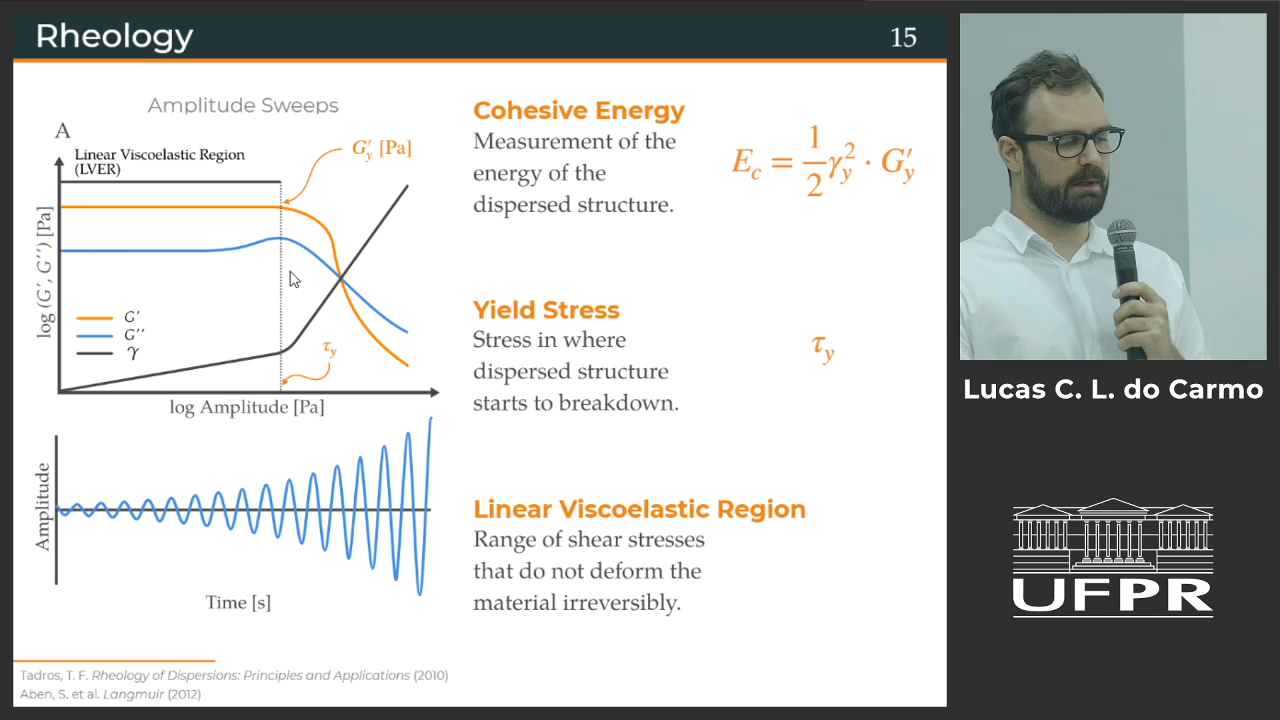 Rheology
15
Amplitude Sweeps
A
Linear Viscoelastic Region
(LVER)
G′y [Pa]
log (G′, G′′) [Pa]
G′
G′′
γ
τy
log Amplitude [Pa]
Amplitude
Time [s]
Cohesive Energy
Measurement of the
energy of the
dispersed structure.
Ec = 1/2 γy² · G′y
Yield Stress
Stress in where
dispersed structure
starts to breakdown.
τy
Linear Viscoelastic Region
Range of shear stresses
that do not deform the
material irreversibly.
Tadros, T. F. Rheology of Dispersions: Principles and Applications (2010)
Aben, S. et al. Langmuir (2012)
Lucas C. L. do Carmo
UFPR